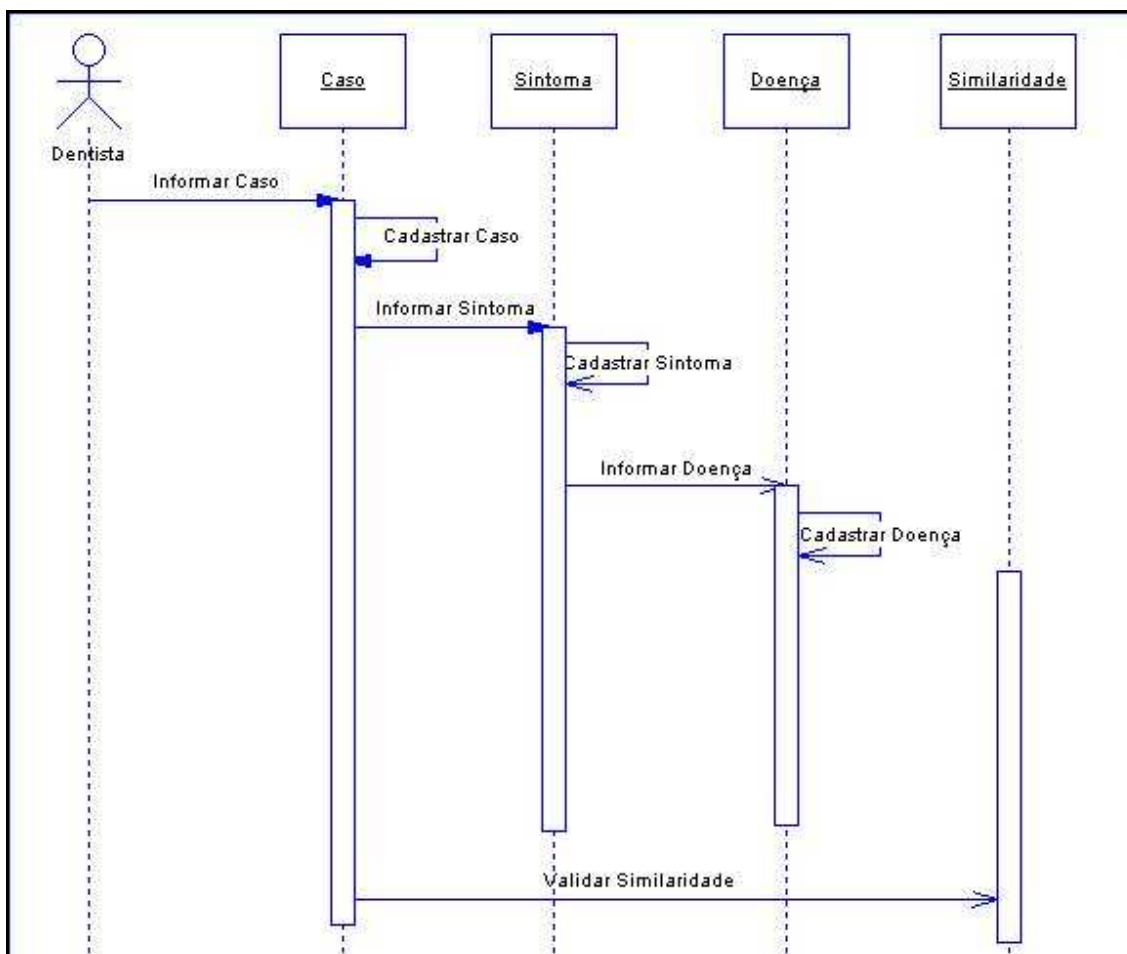 Caso
Sintoma
Doença
Similaridade
Dentista
Informar Caso
Cadastrar Caso
Informar Sintoma
Cadastrar Sintoma
Informar Doença
Cadastrar Doença
Validar Similaridade